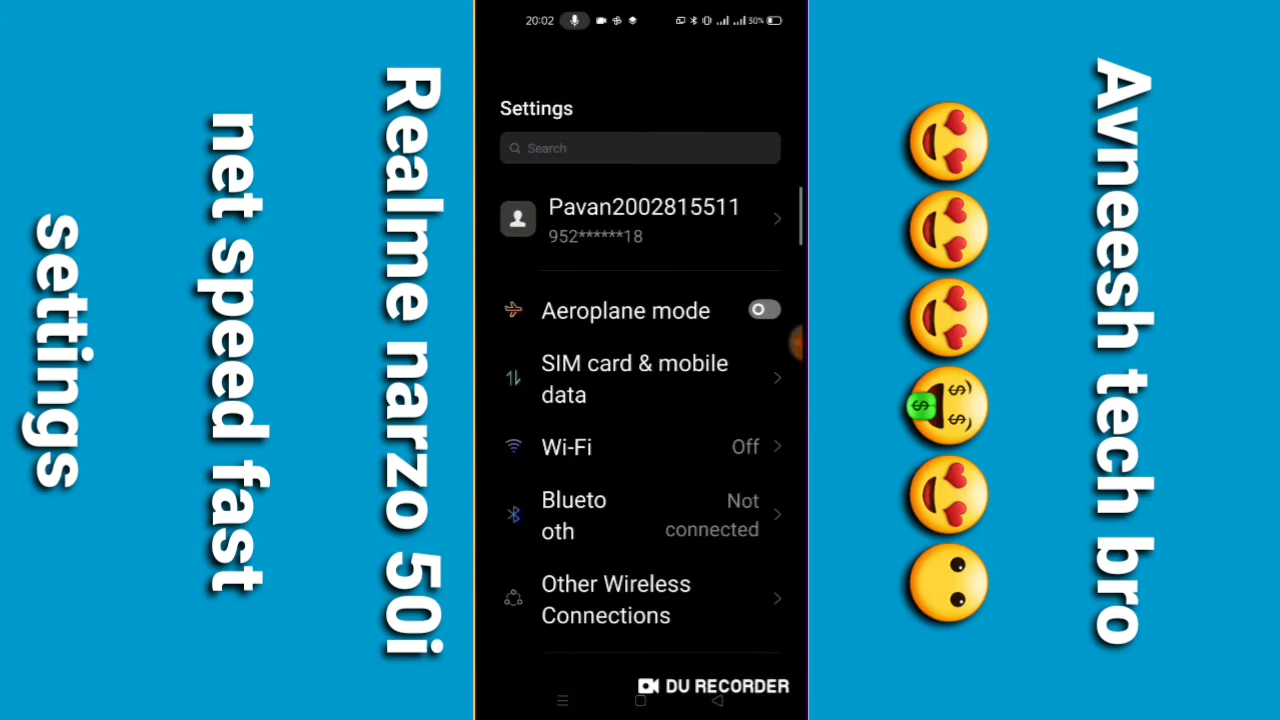 Realme narzo 50i
net speed fast
settings
20:02
50%
Settings
Search
Pavan2002815511
952******18
Aeroplane mode
SIM card & mobile
data
Wi-Fi
Off
Blueto
oth
Not
connected
Other Wireless
Connections
DU RECORDER
Avneesh tech bro